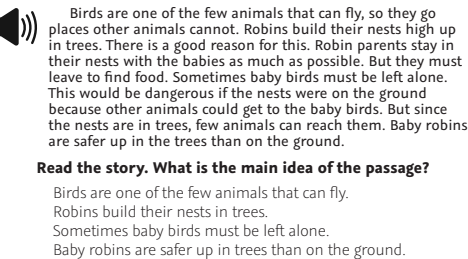 Birds are one of the few animals that can fly, so they go
places other animals cannot. Robins build their nests high up
in trees. There is a good reason for this. Robin parents stay in
their nests with the babies as much as possible. But they must
leave to find food. Sometimes baby birds must be left alone.
This would be dangerous if the nests were on the ground
because other animals could get to the baby birds. But since
the nests are in trees, few animals can reach them. Baby robins
are safer up in the trees than on the ground.
Read the story. What is the main idea of the passage?
Birds are one of the few animals that can fly.
Robins build their nests in trees.
Sometimes baby birds must be left alone.
Baby robins are safer up in trees than on the ground.